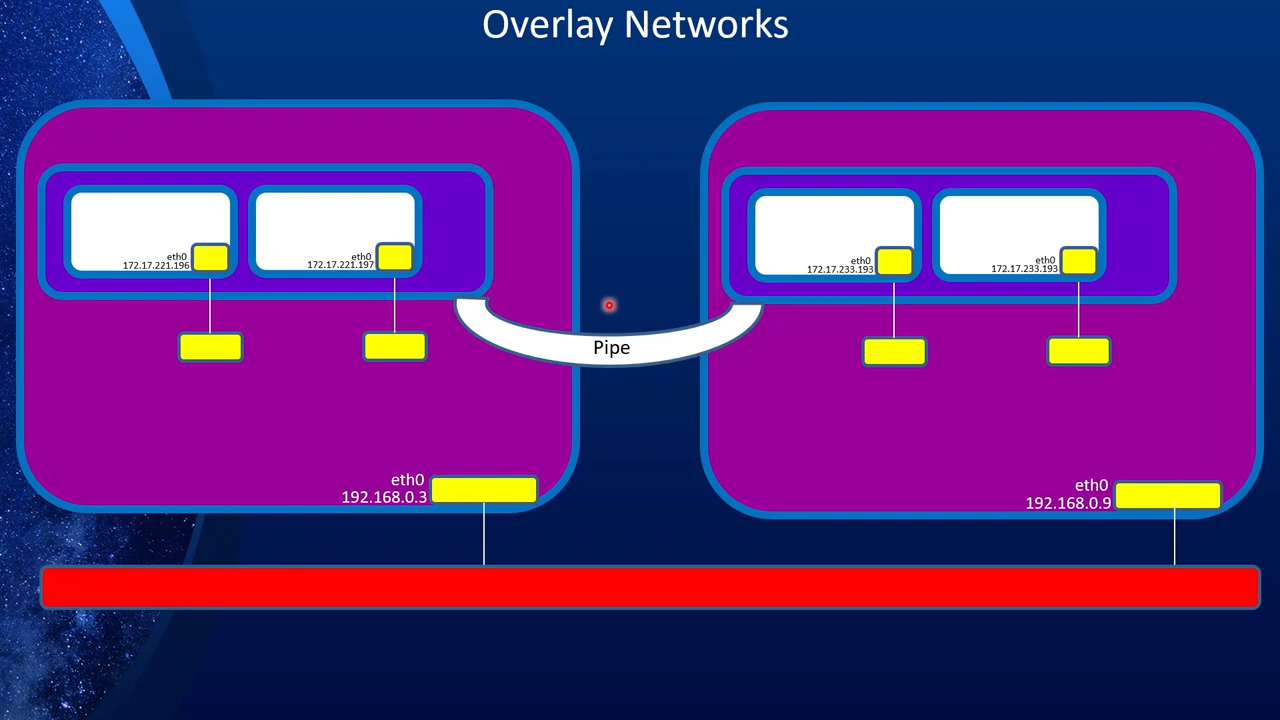 Overlay Networks
eth0
172.17.221.196
eth0
172.17.221.197
eth0
172.17.233.193
eth0
172.17.233.193
Pipe
eth0
192.168.0.3
eth0
192.168.0.9